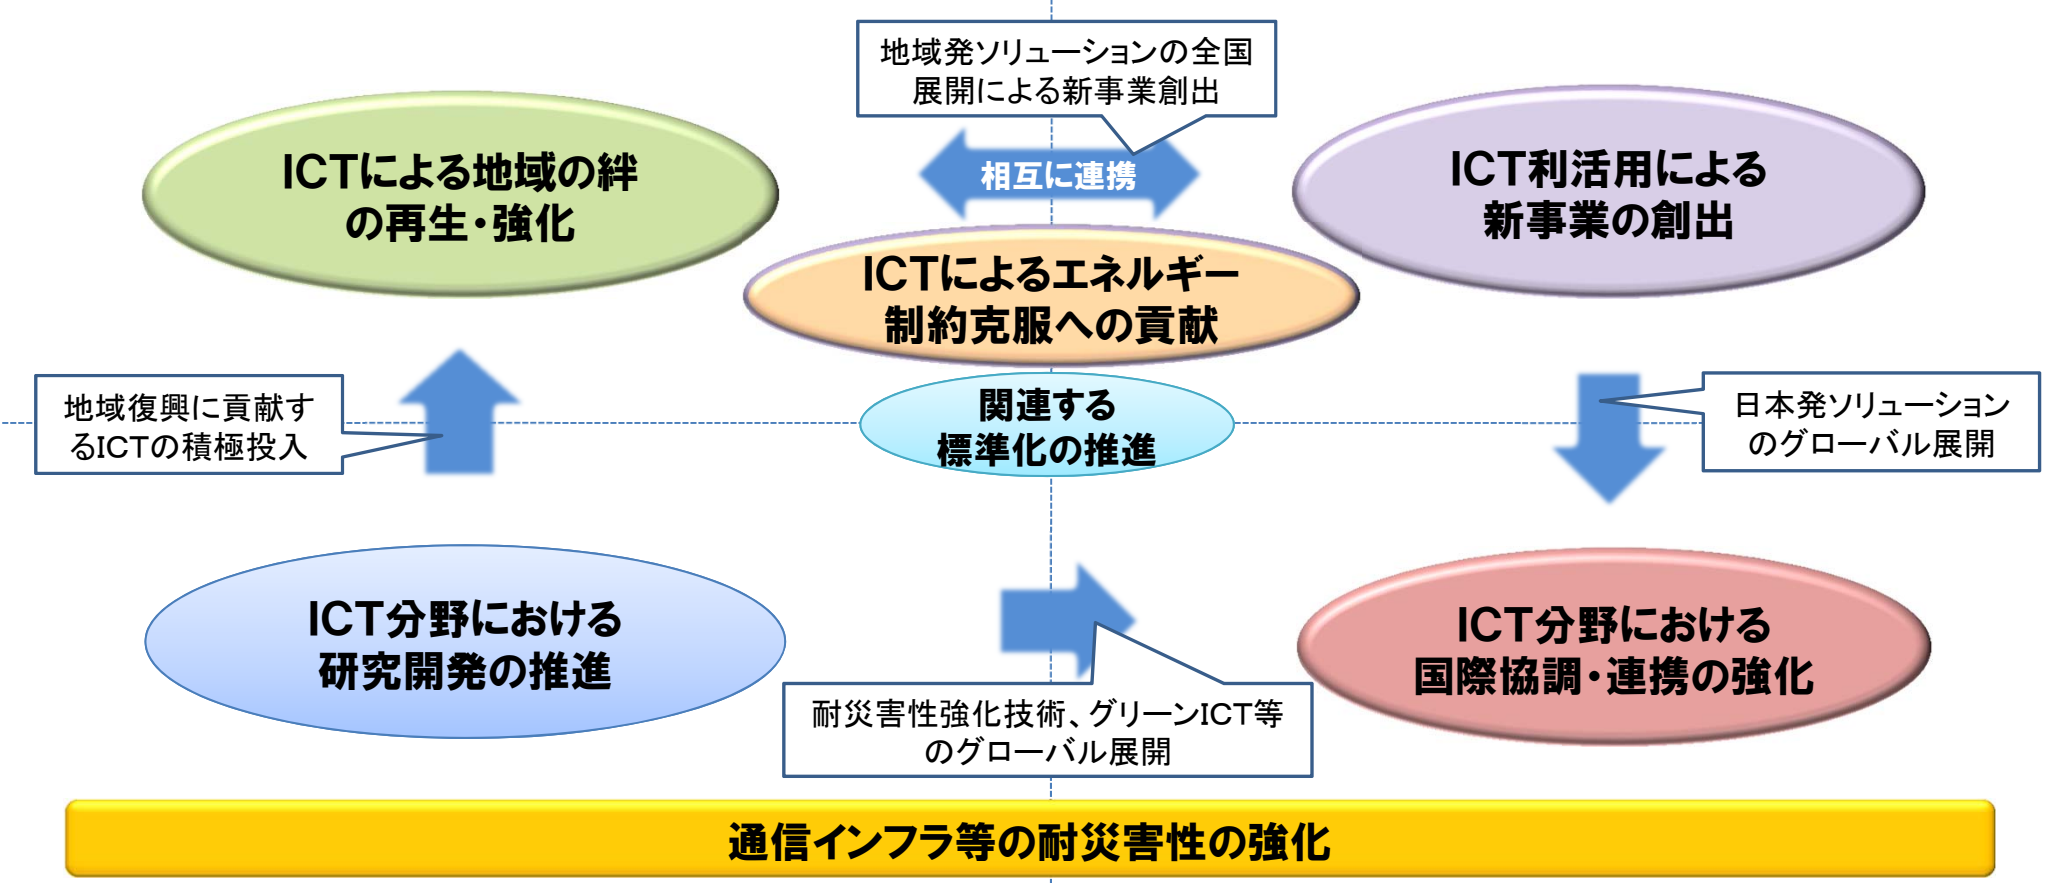 地域発ソリューションの全国
展開による新事業創出
ICTによる地域の絆
の再生・強化
相互に連携
ICT利活用による
新事業の創出
ICTによるエネルギー
制約克服への貢献
地域復興に貢献す
るICTの積極投入
関連する
標準化の推進
日本発ソリューション
のグローバル展開
ICT分野における
研究開発の推進
ICT分野における
国際協調・連携の強化
耐災害性強化技術、グリーンICT等
のグローバル展開
通信インフラ等の耐災害性の強化